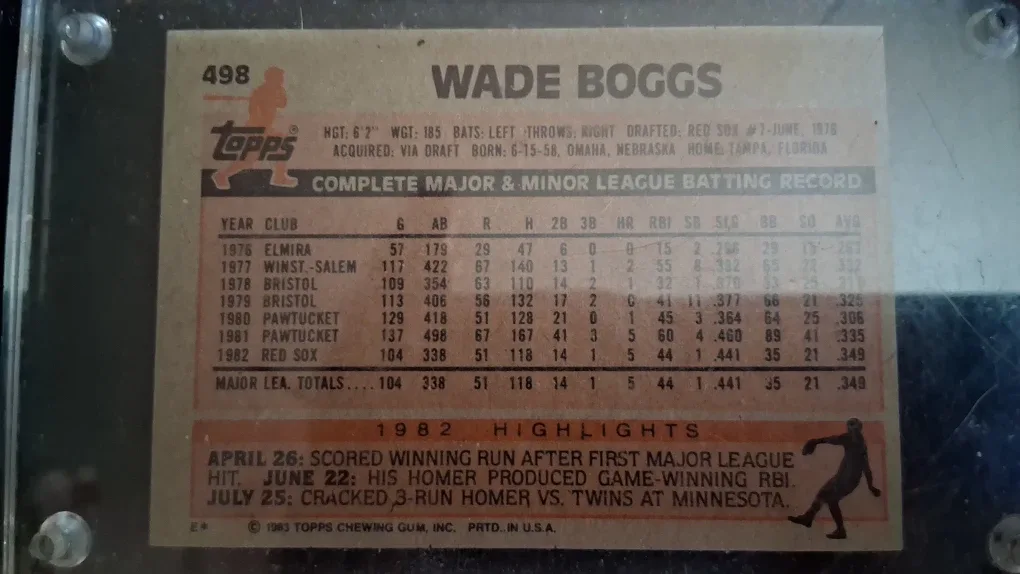 498
WADE BOGGS
Topps®
HGT: 6'2" WGT: 185 BATS: LEFT THROWS: RIGHT DRAFTED: RED SOX #7-JUNE, 1976
ACQUIRED: VIA DRAFT BORN: 6-15-58, OMAHA, NEBRASKA HOME: TAMPA, FLORIDA
COMPLETE MAJOR & MINOR LEAGUE BATTING RECORD
YEAR CLUB G AB R H 2B 3B HR RBI SB SLG BB SO AVG
1976 ELMIRA 57 179 29 47 6 0 0 15 2 29
1977 WINST.-SALEM 117 422 67 140 13 1 2 55 8 .332
1978 BRISTOL 109 354 63 110 14 2 1 32 1 25
1979 BRISTOL 113 406 56 132 17 2 0 41 11 .377 66 21 .325
1980 PAWTUCKET 129 418 51 128 21 0 1 45 3 .364 64 25 .306
1981 PAWTUCKET 137 498 67 167 41 3 5 60 4 .460 89 41 .335
1982 RED SOX 104 338 51 118 14 1 5 44 1 .441 35 21 .349
MAJOR LEA. TOTALS.... 104 338 51 118 14 1 5 44 1 .441 35 21 .349
1982 HIGHLIGHTS
APRIL 26: SCORED WINNING RUN AFTER FIRST MAJOR LEAGUE
HIT. JUNE 22: HIS HOMER PRODUCED GAME-WINNING RBI.
JULY 25: CRACKED 3-RUN HOMER VS. TWINS AT MINNESOTA.
E* © 1983 TOPPS CHEWING GUM, INC. PRTD. IN U.S.A.